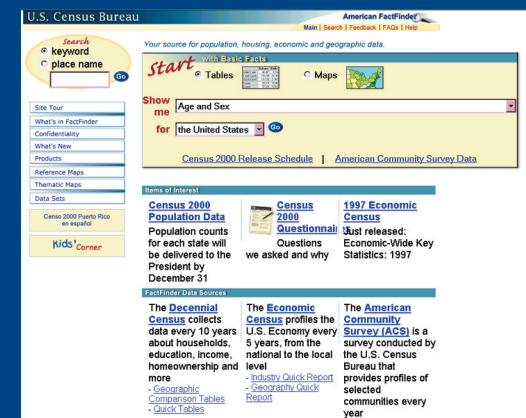 U.S. Census Bureau
American FactFinder
Main | Search | Feedback | FAQs | Help
Search
keyword
place name
Go
Site Tour
What's in FactFinder
Confidentiality
What's New
Products
Reference Maps
Thematic Maps
Data Sets
Censo 2000 Puerto Rico
en español
Kids' Corner
Your source for population, housing, economic and geographic data.
Start with Basic Facts
Tables
Maps
Show me
Age and Sex
for
the United States
Go
Census 2000 Release Schedule | American Community Survey Data
Items of Interest
Census 2000
Population Data
Population counts
for each state will
be delivered to the
President by
December 31
Census
2000
Questionnai
Questions
we asked and why
1997 Economic
Census
Just released:
Economic-Wide Key
Statistics: 1997
FactFinder Data Sources
The Decennial
Census collects
data every 10 years
about households,
education, income,
homeownership and
more
- Geographic
Comparison Tables
- Quick Tables
The Economic
Census profiles the
U.S. Economy every
5 years, from the
national to the local
level
- Industry Quick Report
- Geography Quick
Report
The American
Community
Survey (ACS) is a
survey conducted by
the U.S. Census
Bureau that
provides profiles of
selected
communities every
year